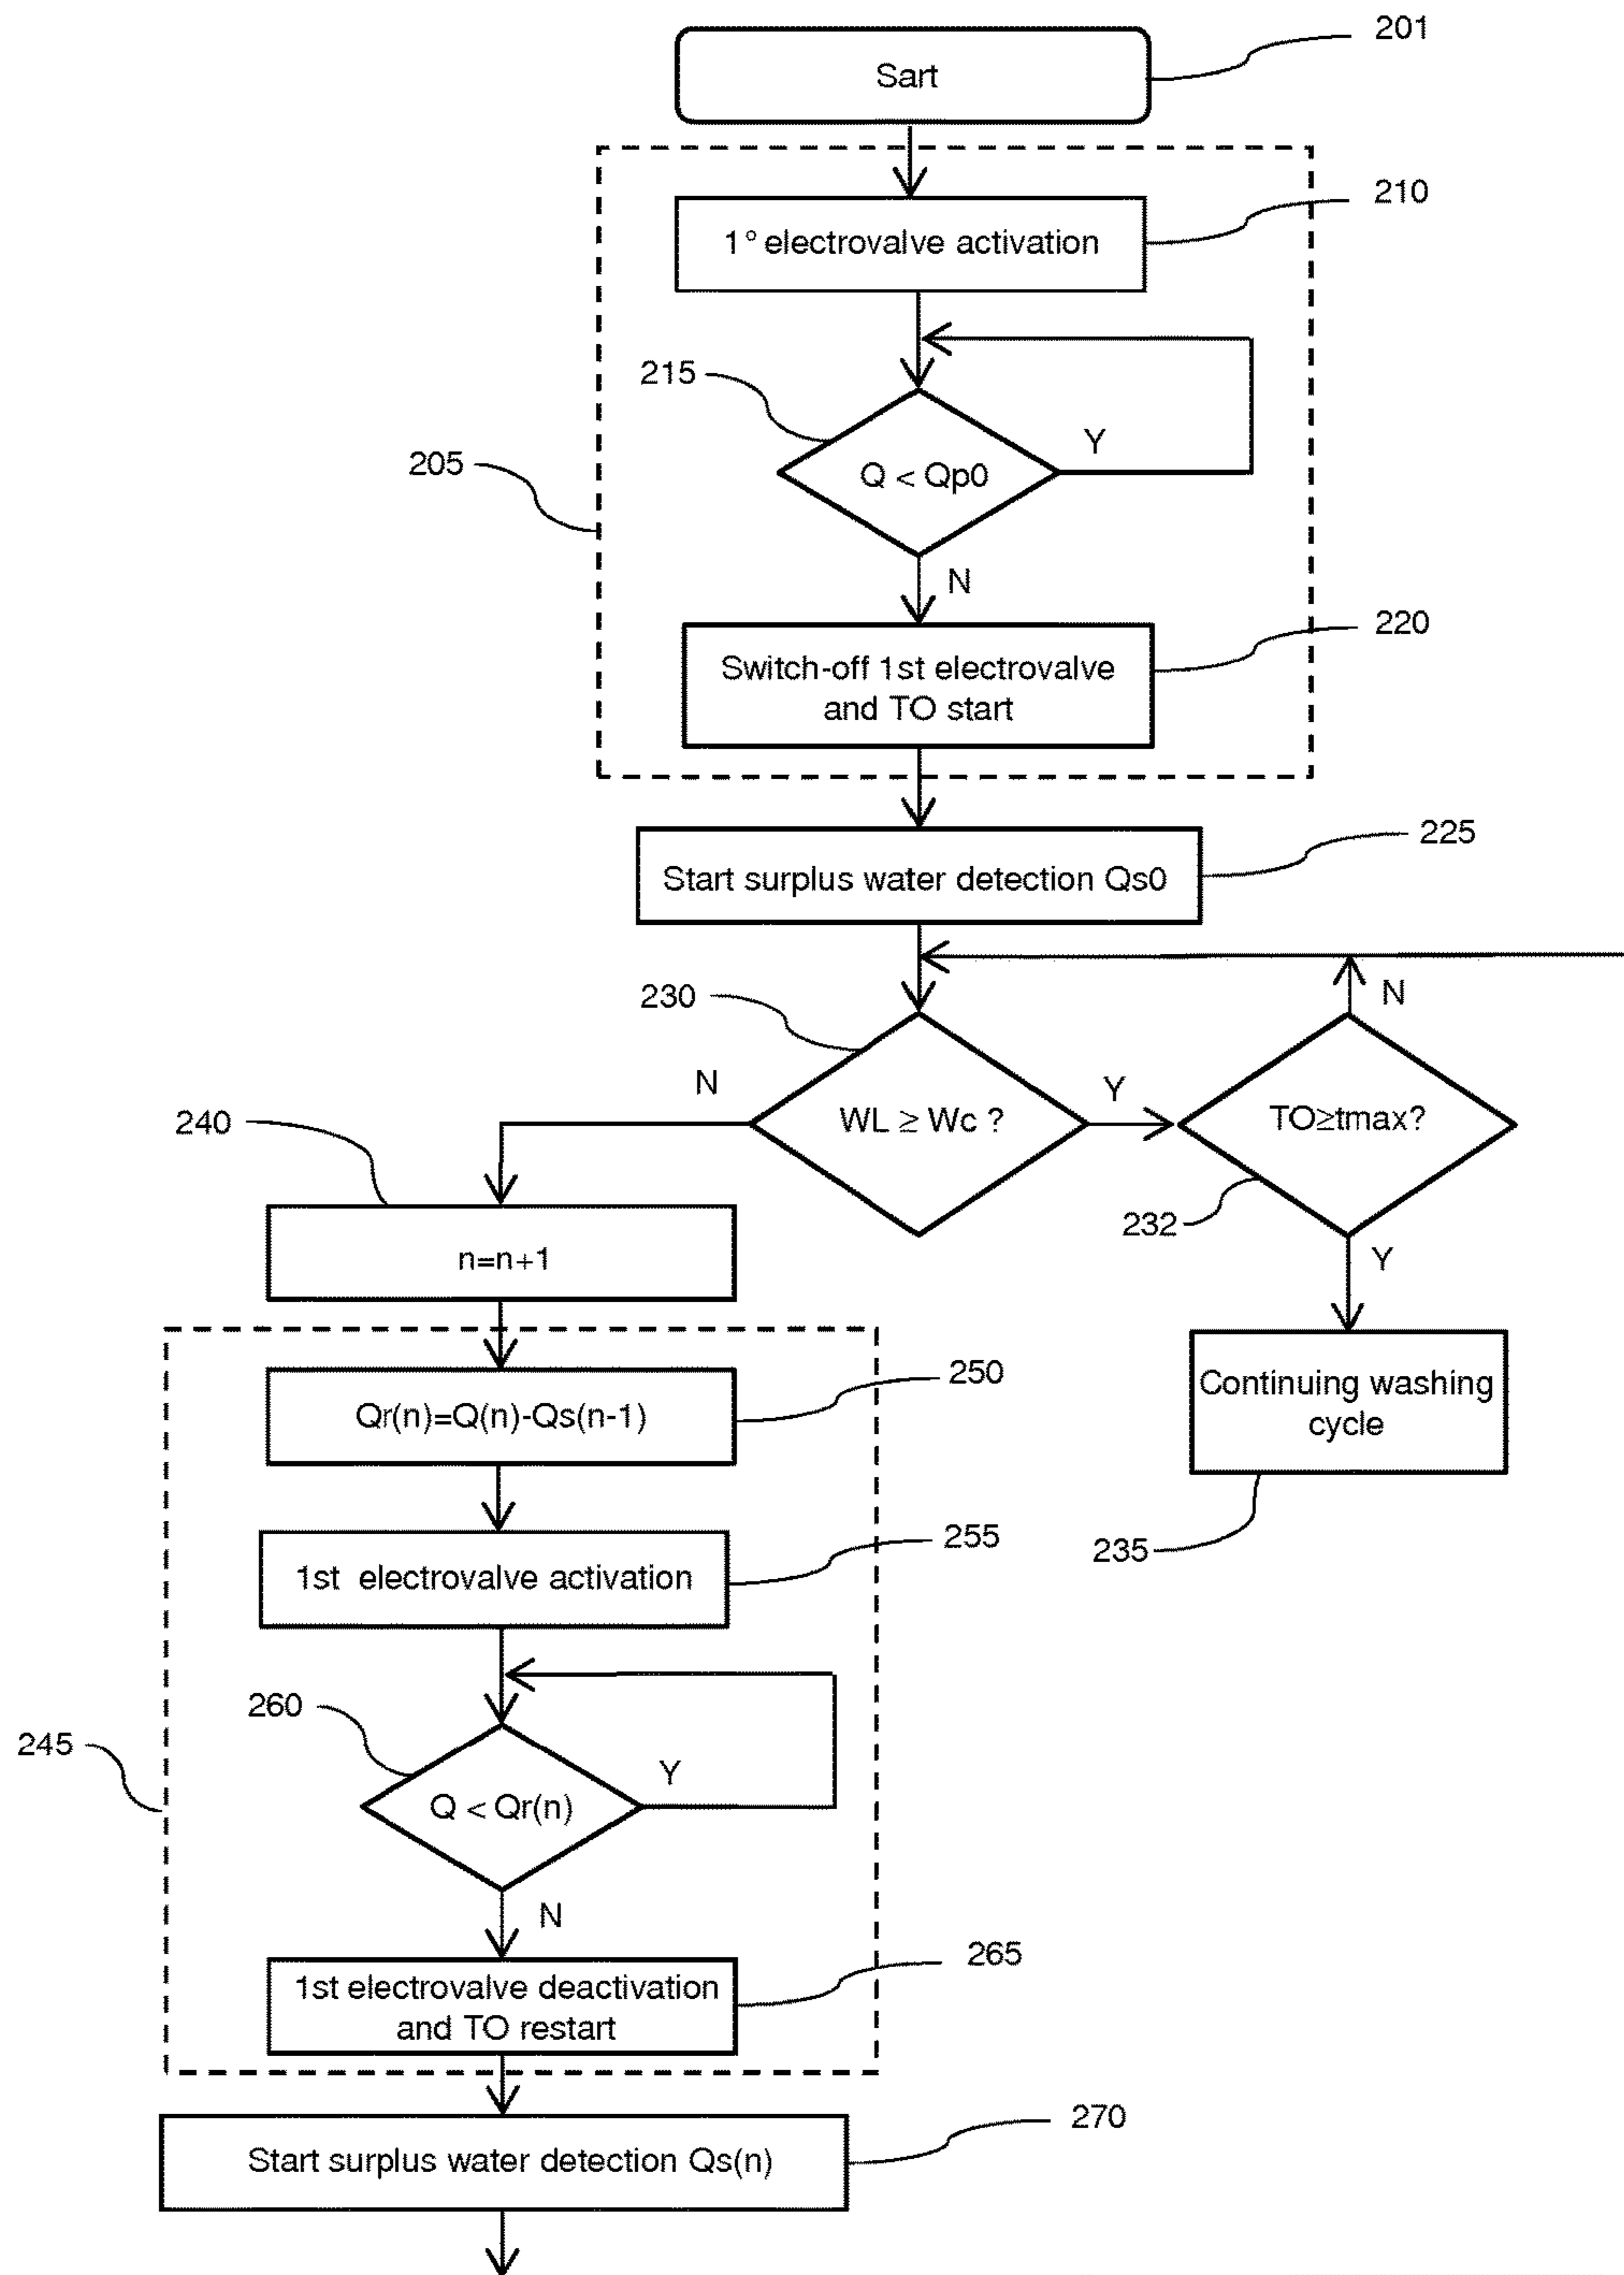 201
Sart
210
1° electrovalve activation
215
Y
205
Q < Qp0
N
220
Switch-off 1st electrovalve
and TO start
225
Start surplus water detection Qs0
230
N
N
Y
240
WL ≥ Wc ?
TO≥tmax?
232
n=n+1
Y
250
Qr(n)=Q(n)-Qs(n-1)
Continuing washing
cycle
255
1st electrovalve activation
235
260
245
Y
Q < Qr(n)
N
265
1st electrovalve deactivation
and TO restart
270
Start surplus water detection Qs(n)